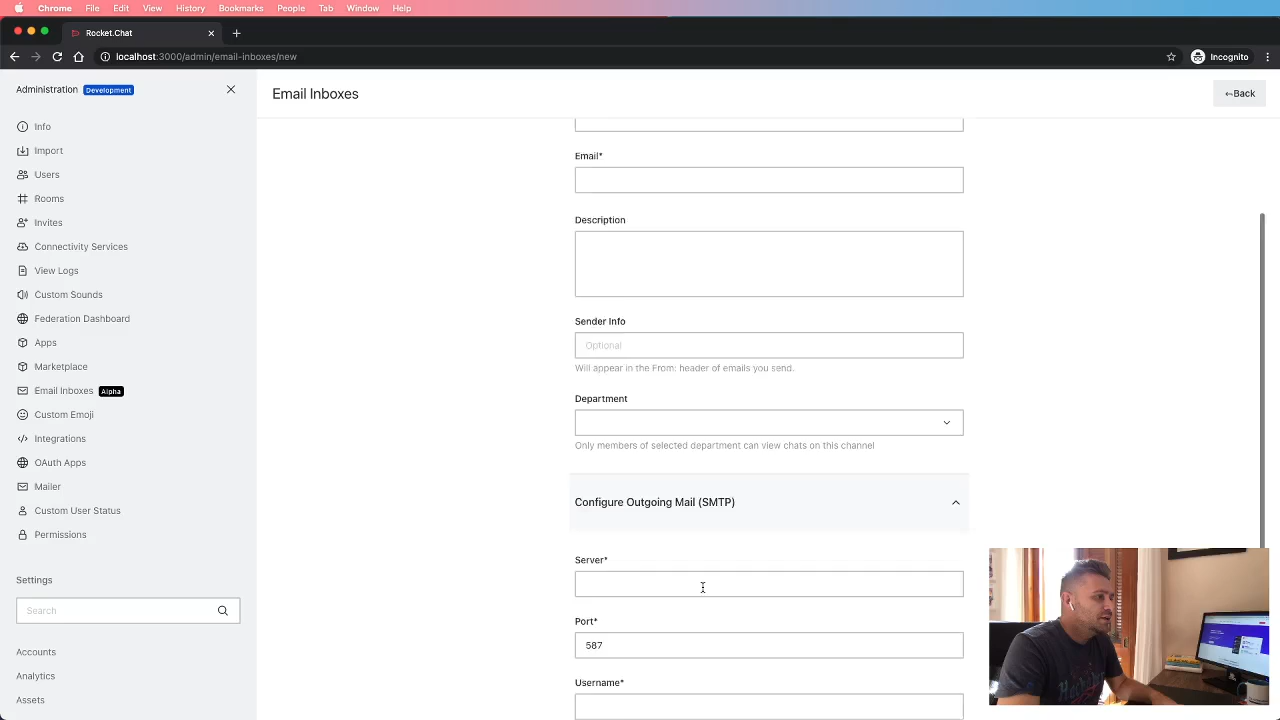 Chrome File Edit View History Bookmarks People Tab Window Help
Rocket.Chat
localhost:3000/admin/email-inboxes/new
Incognito
Administration Development
Email Inboxes
Back
Info
Import
Users
Rooms
Invites
Connectivity Services
View Logs
Custom Sounds
Federation Dashboard
Apps
Marketplace
Email Inboxes Alpha
Custom Emoji
Integrations
OAuth Apps
Mailer
Custom User Status
Permissions
Settings
Search
Accounts
Analytics
Assets
Email*
Description
Sender Info
Optional
Will appear in the From: header of emails you send.
Department
Only members of selected department can view chats on this channel
Configure Outgoing Mail (SMTP)
Server*
Port*
587
Username*